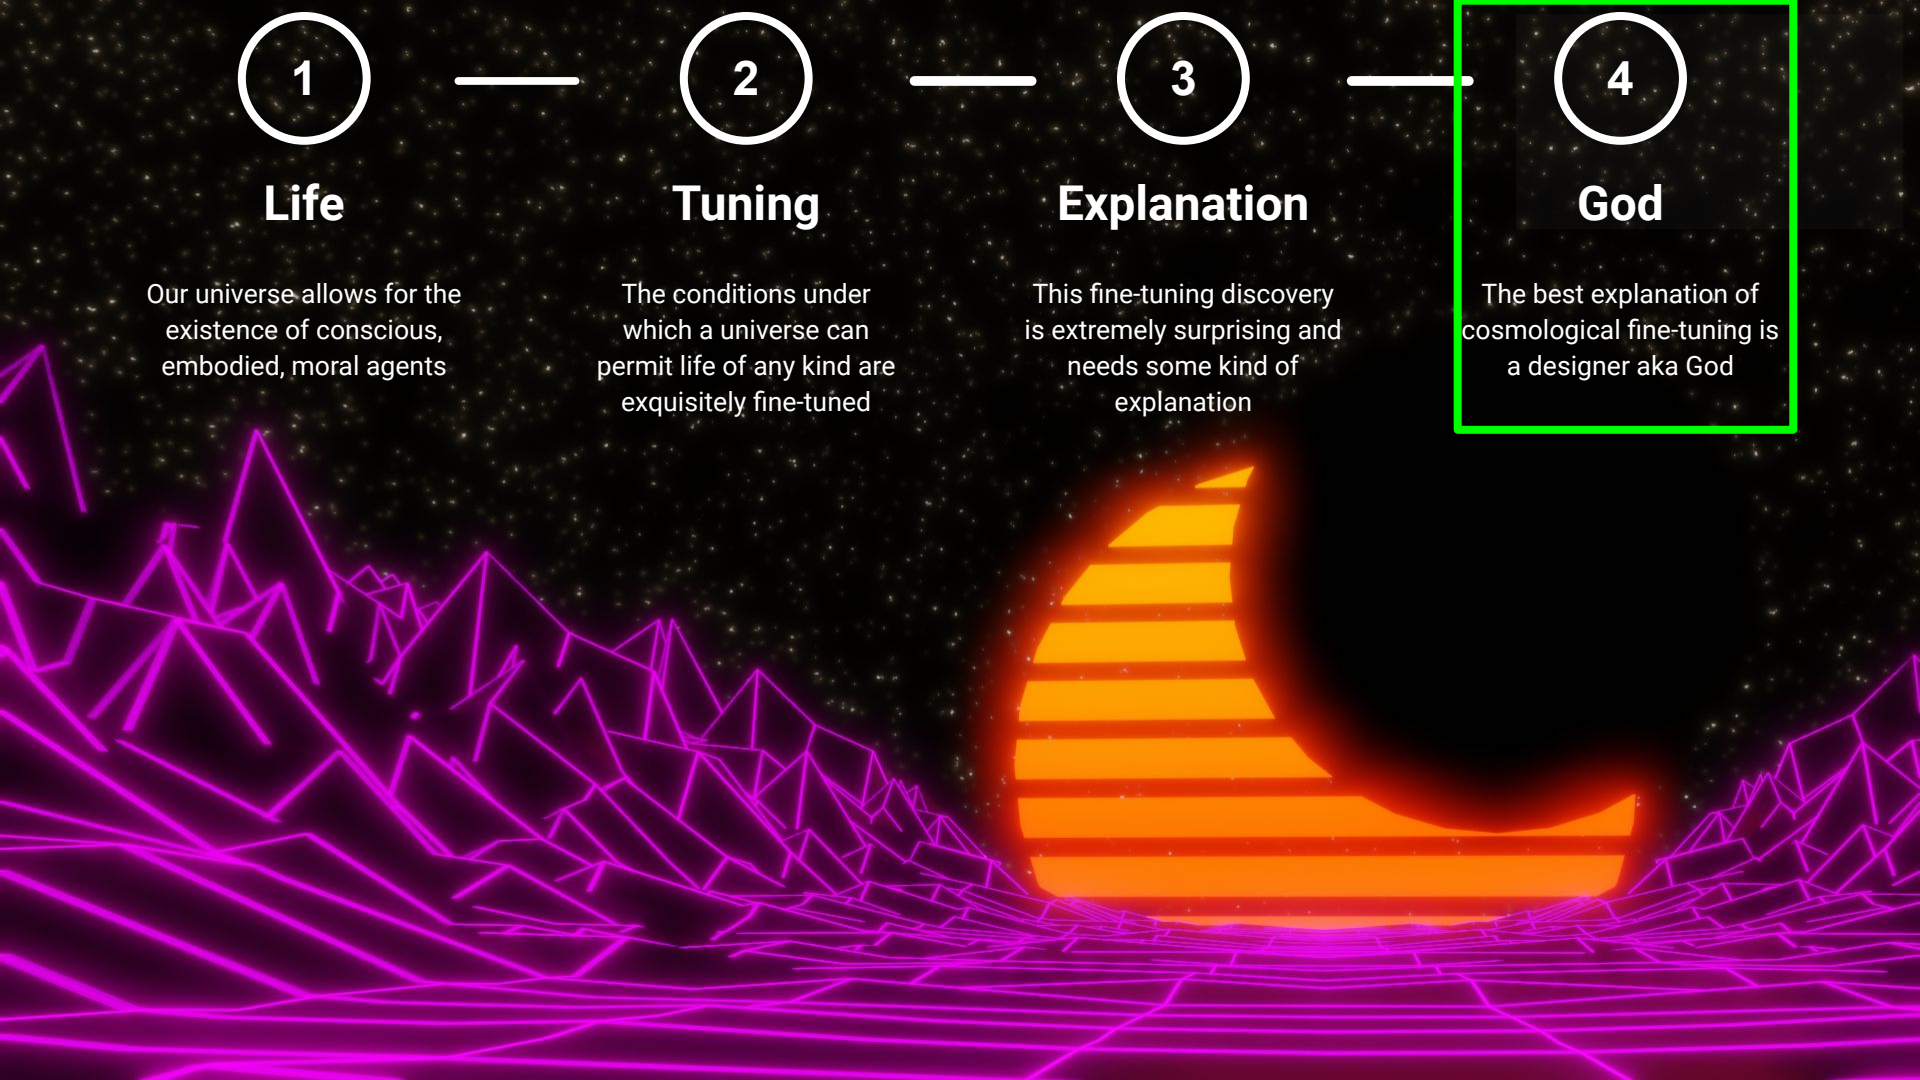 1
2
3
4
Life
Tuning
Explanation
God
Our universe allows for the
existence of conscious,
embodied, moral agents
The conditions under
which a universe can
permit life of any kind are
exquisitely fine-tuned
This fine-tuning discovery
is extremely surprising and
needs some kind of
explanation
The best explanation of
cosmological fine-tuning is
a designer aka God